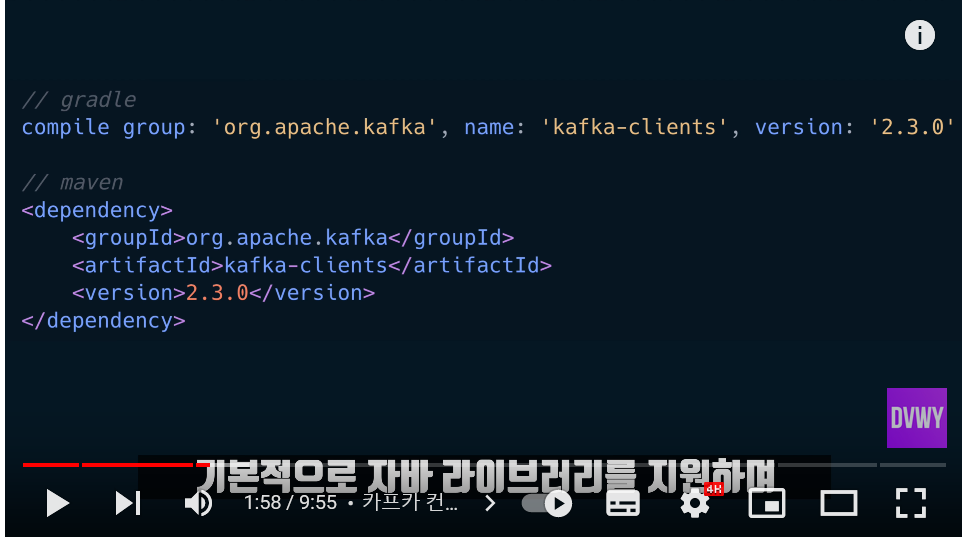 // gradle
compile group: 'org.apache.kafka', name: 'kafka-clients', version: '2.3.0'
// maven
<dependency>
    <groupId>org.apache.kafka</groupId>
    <artifactId>kafka-clients</artifactId>
    <version>2.3.0</version>
</dependency>
DVWY
기본적으로 자바 라이브러리를 지원하며
1:58 / 9:55 • 카프카 컨...
4K